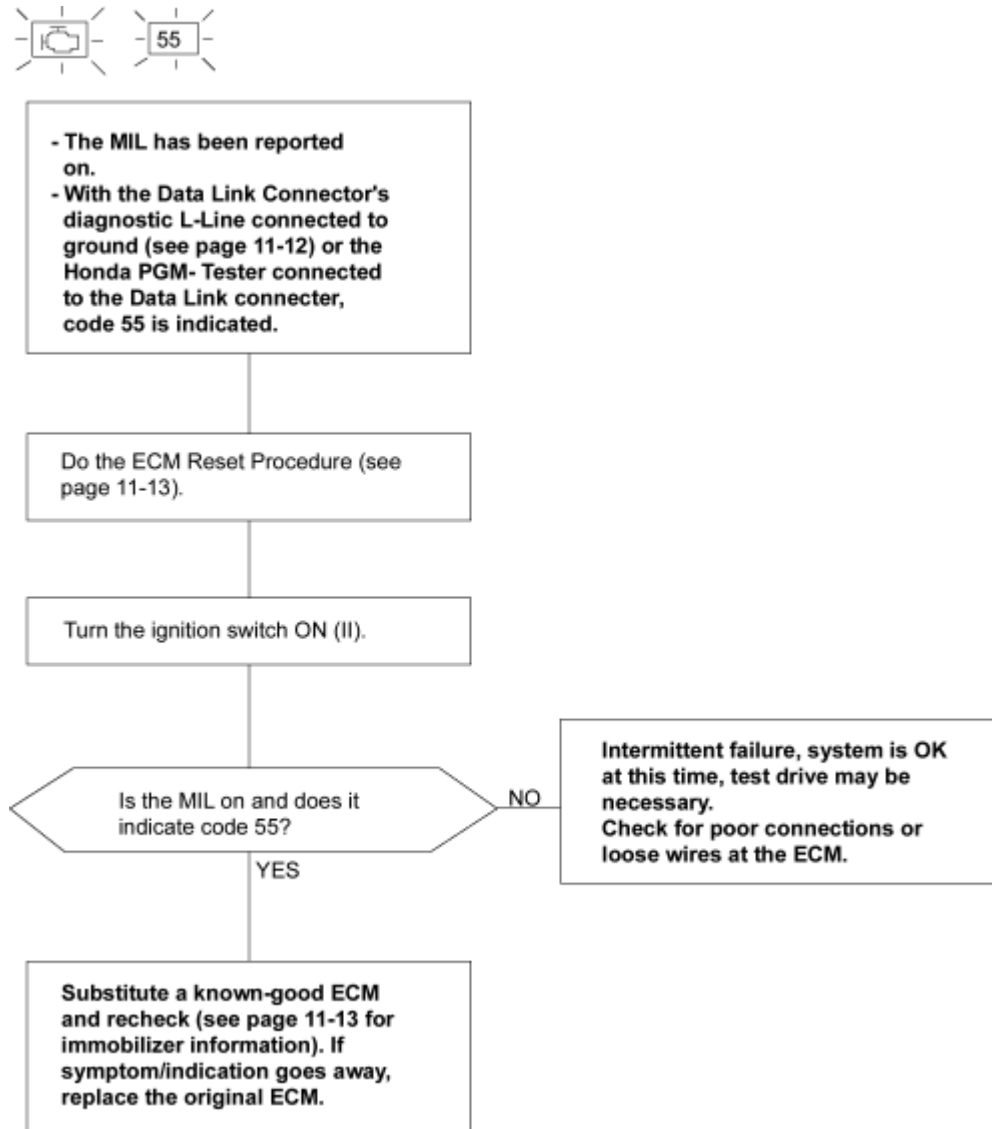 55
- The MIL has been reported
on.
- With the Data Link Connector's
diagnostic L-Line connected to
ground (see page 11-12) or the
Honda PGM- Tester connected
to the Data Link connecter,
code 55 is indicated.
Do the ECM Reset Procedure (see
page 11-13).
Turn the ignition switch ON (II).
Is the MIL on and does it
indicate code 55?
NO
Intermittent failure, system is OK
at this time, test drive may be
necessary.
Check for poor connections or
loose wires at the ECM.
YES
Substitute a known-good ECM
and recheck (see page 11-13 for
immobilizer information). If
symptom/indication goes away,
replace the original ECM.